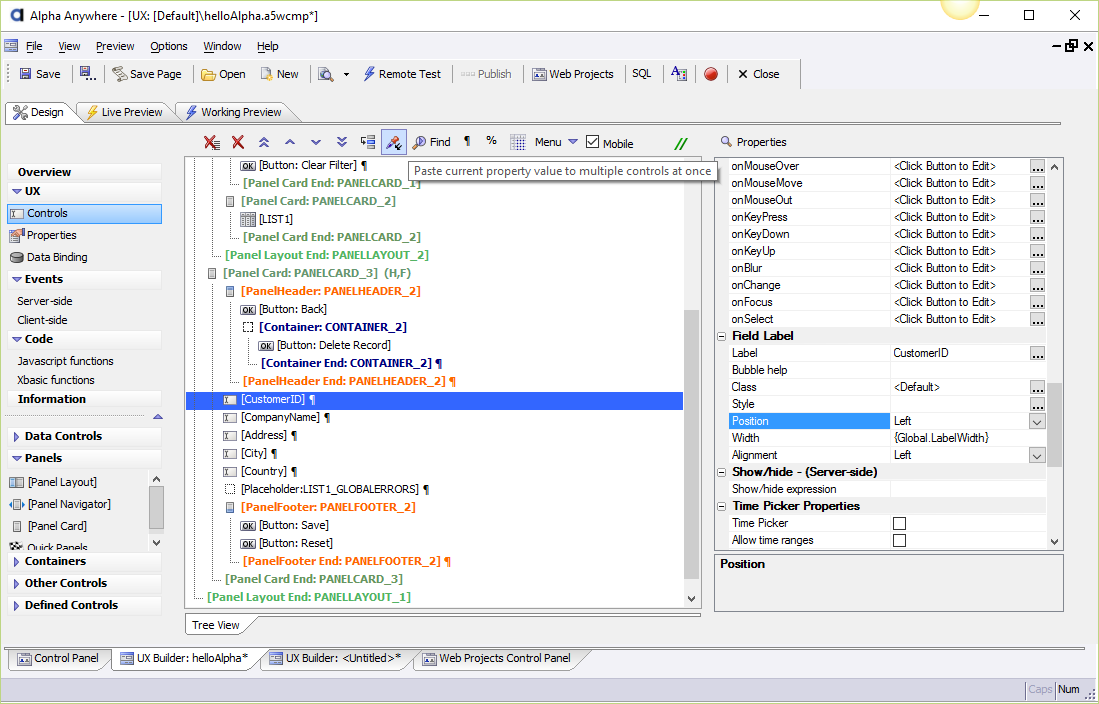 Alpha Anywhere - [UX: [Default]\helloAlpha.a5wcmp*]
File View Preview Options Window Help
Save Save Page Open New Remote Test Publish Web Projects SQL Close
Design Live Preview Working Preview
Find ¶ % Menu Mobile // Properties
Paste current property value to multiple controls at once
Overview
UX
Controls
Properties
Data Binding
Events
Server-side
Client-side
Code
Javascript functions
Xbasic functions
Information
Data Controls
Panels
[Panel Layout]
[Panel Navigator]
[Panel Card]
Quick Panels
Containers
Other Controls
Defined Controls
OK [Button: Clear Filter] ¶
[Panel Card End: PANELCARD_1]
[Panel Card: PANELCARD_2]
[LIST1]
[Panel Card End: PANELCARD_2]
[Panel Layout End: PANELLAYOUT_2]
[Panel Card: PANELCARD_3] (H,F)
[PanelHeader: PANELHEADER_2]
OK [Button: Back]
[Container: CONTAINER_2]
OK [Button: Delete Record]
[Container End: CONTAINER_2] ¶
[PanelHeader End: PANELHEADER_2] ¶
[CustomerID] ¶
[CompanyName] ¶
[Address] ¶
[City] ¶
[Country] ¶
[Placeholder:LIST1_GLOBALERRORS] ¶
[PanelFooter: PANELFOOTER_2]
OK [Button: Save]
OK [Button: Reset]
[PanelFooter End: PANELFOOTER_2] ¶
[Panel Card End: PANELCARD_3]
[Panel Layout End: PANELLAYOUT_1]
Tree View
onMouseOver <Click Button to Edit> ...
onMouseMove <Click Button to Edit> ...
onMouseOut <Click Button to Edit> ...
onKeyPress <Click Button to Edit> ...
onKeyDown <Click Button to Edit> ...
onKeyUp <Click Button to Edit> ...
onBlur <Click Button to Edit> ...
onChange <Click Button to Edit> ...
onFocus <Click Button to Edit> ...
onSelect <Click Button to Edit> ...
Field Label
Label CustomerID ...
Bubble help
Class <Default> ...
Style ...
Position Left
Width {Global.LabelWidth}
Alignment Left
Show/hide - (Server-side)
Show/hide expression
Time Picker Properties
Time Picker
Allow time ranges
Position
Control Panel UX Builder: helloAlpha* UX Builder: <Untitled>* Web Projects Control Panel
Caps Num